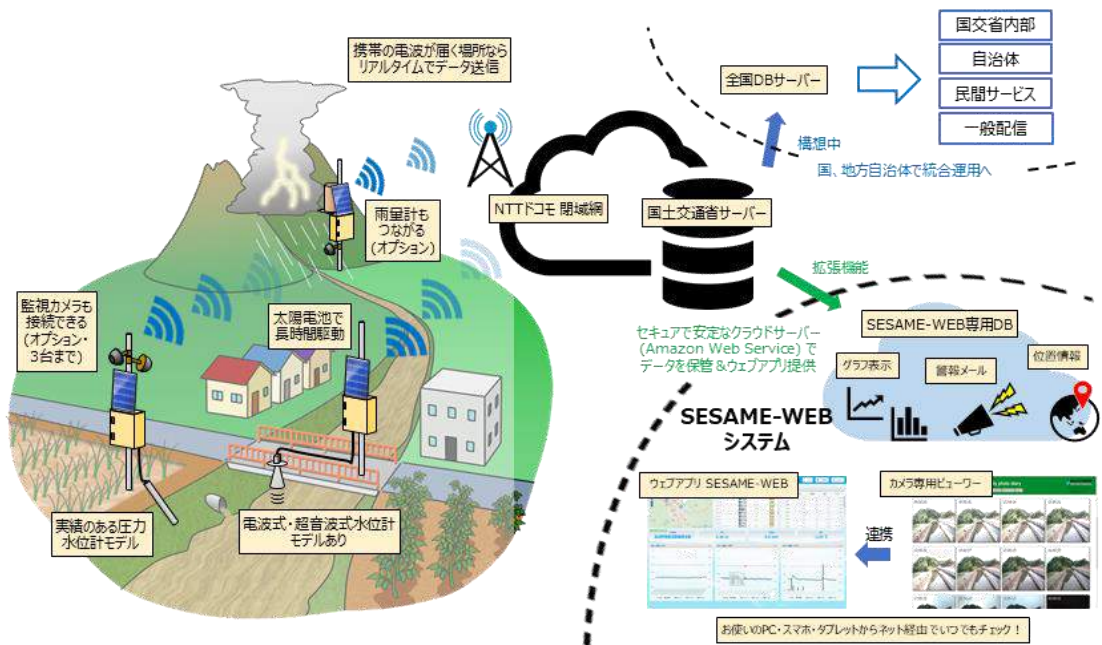 携帯の電波が届く場所なら
リアルタイムでデータ送信
雨量計も
つながる
(オプション)
監視カメラも
接続できる
(オプション・
3台まで)
太陽電池で
長時間駆動
実績のある圧力
水位計モデル
電波式・超音波式水位計
モデルあり
NTTドコモ 閉域網
国土交通省サーバー
全国DBサーバー
国交省内部
自治体
民間サービス
一般配信
構想中
国、地方自治体で統合運用へ
拡張機能
セキュアで安定なクラウドサーバー
(Amazon Web Service) で
データを保管&ウェブアプリ提供
SESAME-WEB
システム
SESAME-WEB専用DB
グラフ表示
警報メール
位置情報
ウェブアプリ SESAME-WEB
カメラ専用ビューワー
連携
お使いのPC・スマホ・タブレットからネット経由でいつでもチェック！